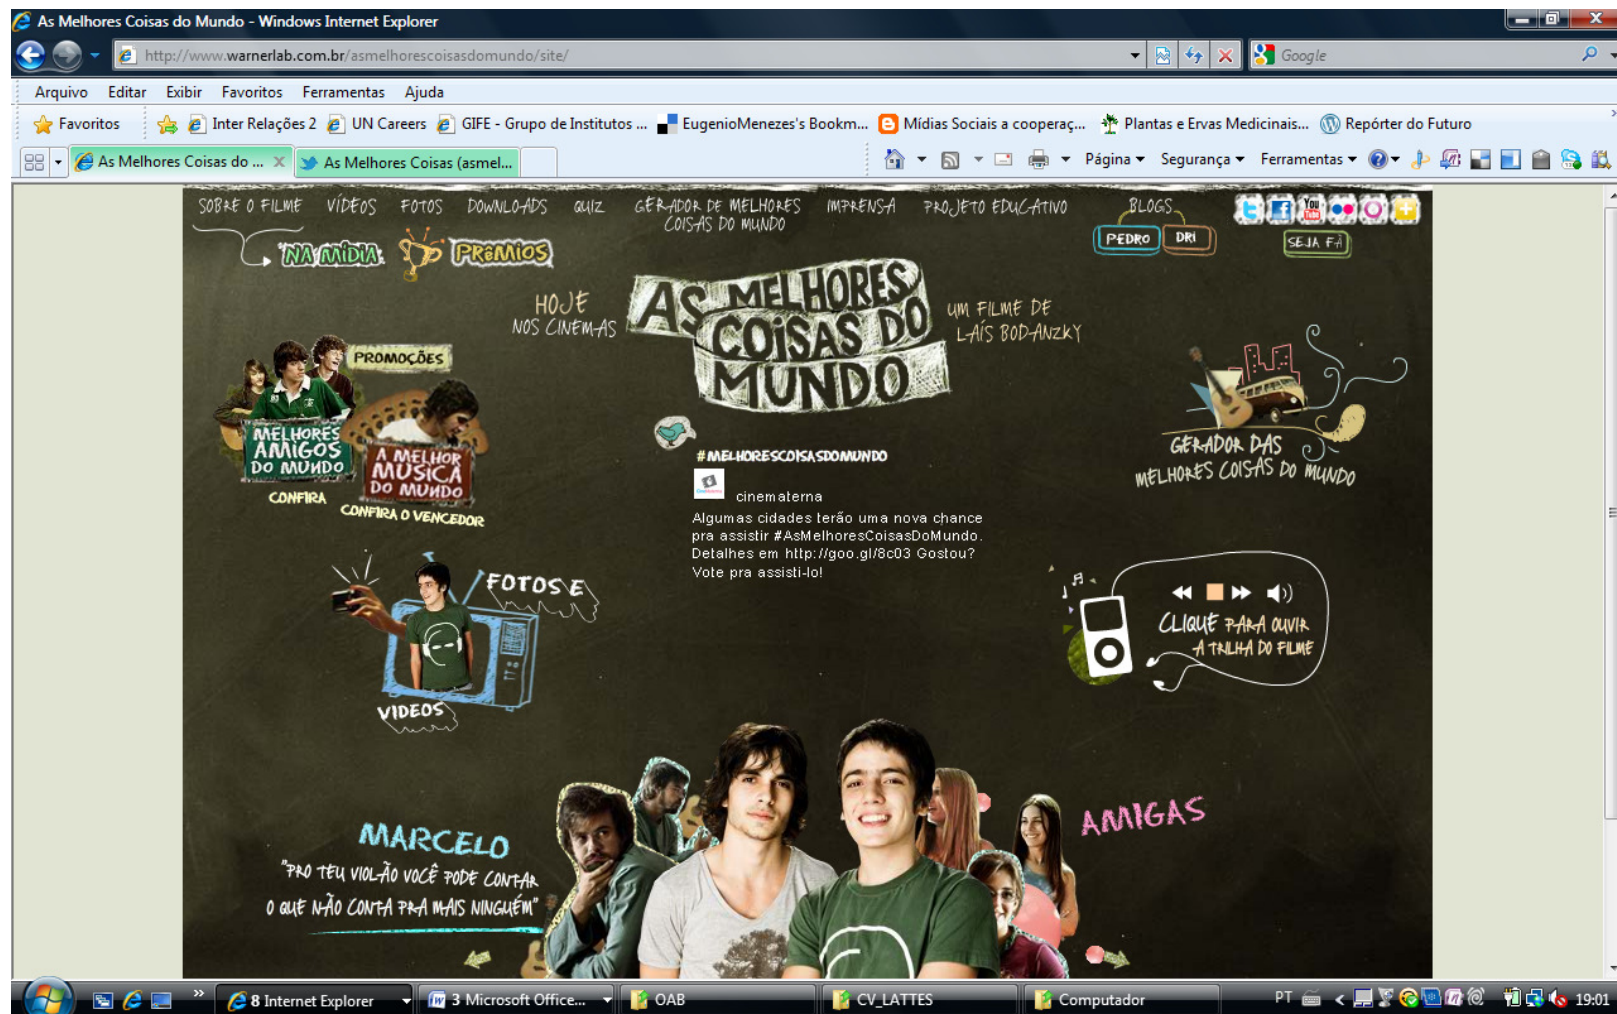 As Melhores Coisas do Mundo - Windows Internet Explorer
http://www.warnerlab.com.br/asmelhorescoisasdomundo/site/
Google
Arquivo Editar Exibir Favoritos Ferramentas Ajuda
Favoritos Inter Relações 2 UN Careers GIFE - Grupo de Institutos ... EugenioMenezes's Bookm... Mídias Sociais a cooperaç... Plantas e Ervas Medicinais... Repórter do Futuro
As Melhores Coisas do ... As Melhores Coisas (asmel... Página Segurança Ferramentas
SOBRE O FILME VÍDEOS FOTOS DOWNLOADS QUIZ GERADOR DE MELHORES IMPRENSA PROJETO EDUCATIVO BLOGS You
COISAS DO MUNDO Tube
NA MÍDIA PRÊMIOS PEDRO DRI SEJA FÃ
HOJE
NOS CINEMAS
AS MELHORES
COISAS DO
MUNDO
UM FILME DE
LAÍS BODANZKY
PROMOÇÕES
MELHORES
AMIGOS
DO MUNDO
CONFIRA
A MELHOR
MUSICA
DO MUNDO
CONFIRA O VENCEDOR
GERADOR DAS
MELHORES COISAS DO MUNDO
#MELHORESCOISASDOMUNDO
cinematerna
Algumas cidades terão uma nova chance
pra assistir #AsMelhoresCoisasDoMundo.
Detalhes em http://goo.gl/8c03 Gostou?
Vote pra assisti-lo!
FOTOS E
VIDEOS
CLIQUE PARA OUVIR
A TRILHA DO FILME
MARCELO
"PRO TEU VIOLÃO VOCÊ PODE CONTAR
O QUE NÃO CONTA PRA MAIS NINGUÉM"
AMIGAS
8 Internet Explorer 3 Microsoft Office... OAB CV_LATTES Computador PT 19:01